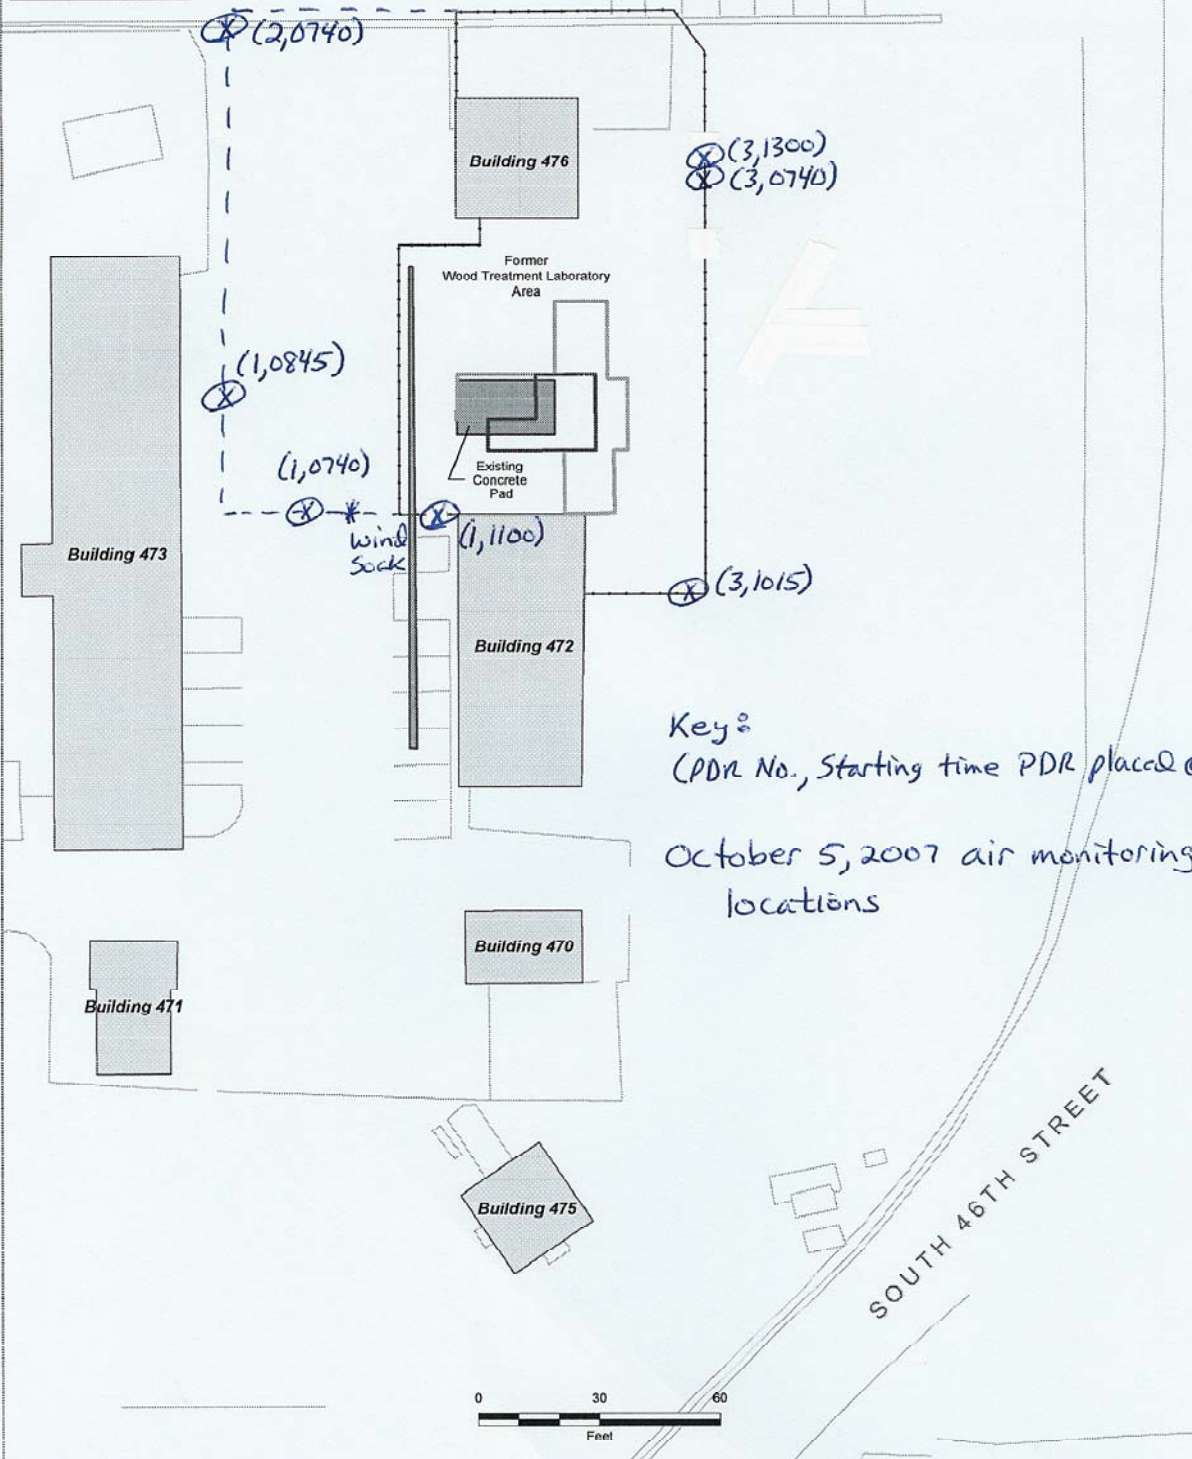 (2,0740)
Building 476
(3,1300)
(3,0740)
Former
Wood Treatment Laboratory
Area
(1,0845)
(1,0740)
Existing
Concrete
Pad
wind
Sock
(1,1100)
Building 473
(3,1015)
Building 472
Key:
(PDR No., Starting time PDR placed @
October 5, 2007 air monitoring
locations
Building 470
Building 471
Building 475
SOUTH 46TH STREET
0 30 60
Feet